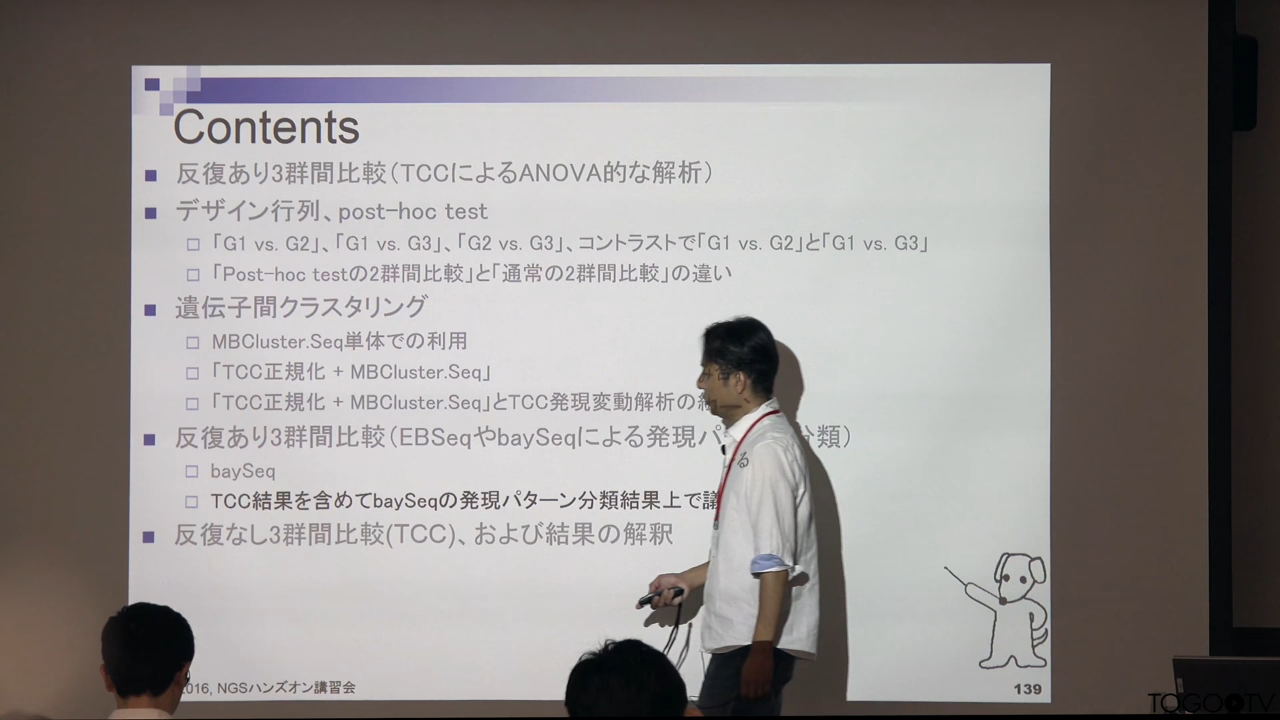 Contents
反復あり3群間比較（TCCによるANOVA的な解析）
デザイン行列、post-hoc test
「G1 vs. G2」、「G1 vs. G3」、「G2 vs. G3」、コントラストで「G1 vs. G2」と「G1 vs. G3」
「Post-hoc testの2群間比較」と「通常の2群間比較」の違い
遺伝子間クラスタリング
MBCluster.Seq単体での利用
「TCC正規化 + MBCluster.Seq」
「TCC正規化 + MBCluster.Seq」とTCC発現変動解析の
反復あり3群間比較（EBSeqやbaySeqによる発現パ 分類）
baySeq
TCC結果を含めてbaySeqの発現パターン分類結果上で議 る
反復なし3群間比較(TCC)、および結果の解釈
2016, NGSハンズオン講習会
139
TOGOTV